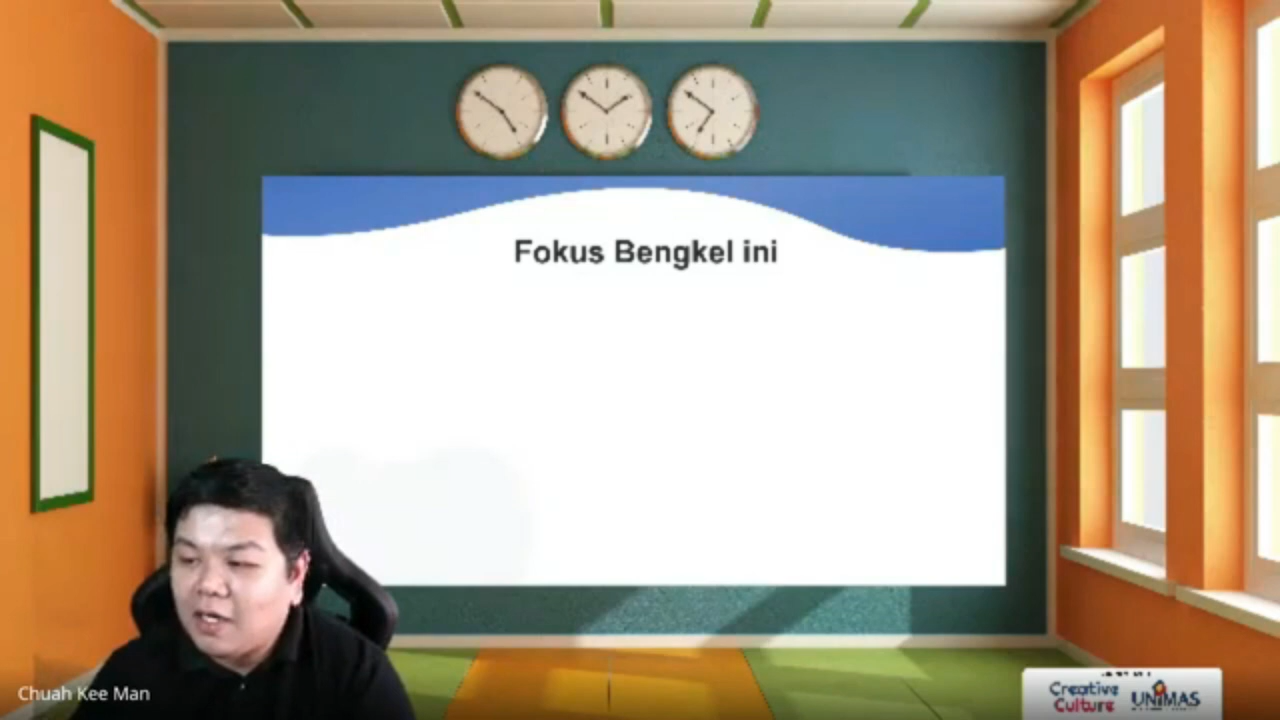 Fokus Bengkel ini
Chuah Kee Man
Creative
Culture
UNIMAS